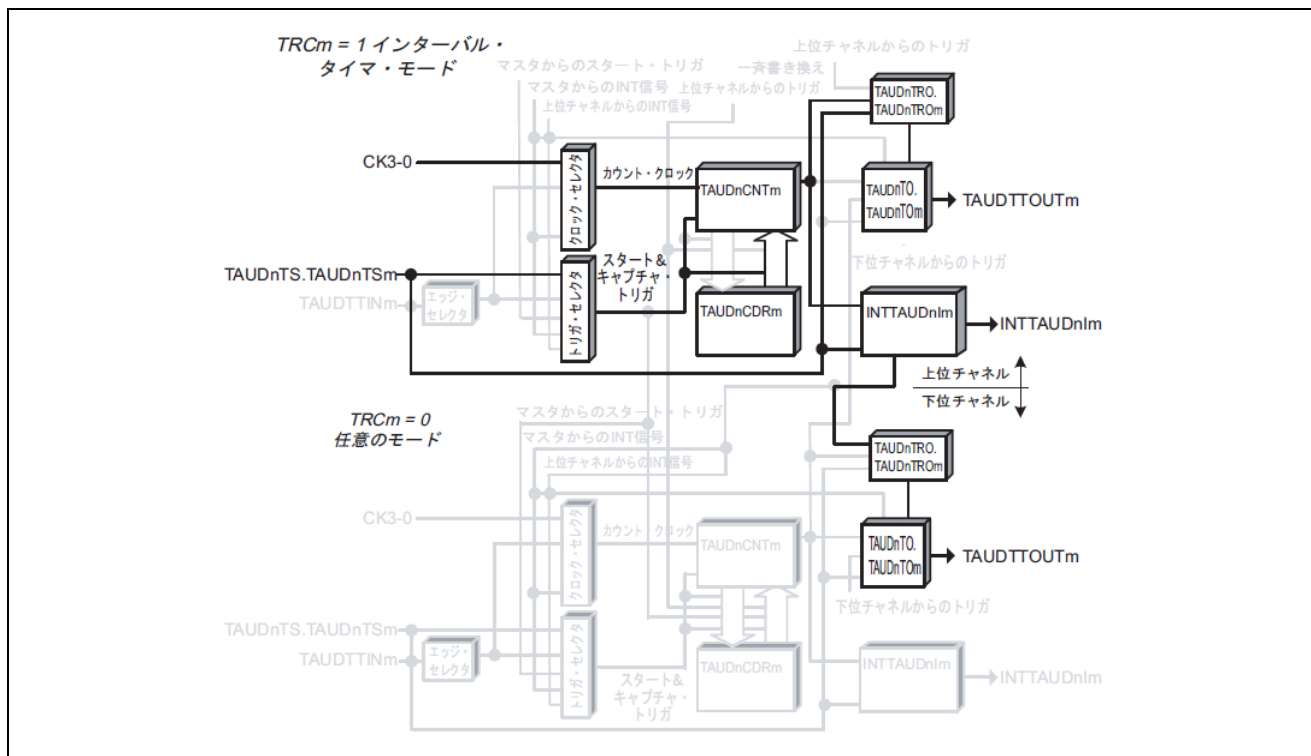 TRCm = 1 インターバル・
タイマ・モード
上位チャネルからのトリガ
マスタからのスタート・トリガ
一斉書き換え
マスタからのINT信号
上位チャネルからのトリガ
上位チャネルからのINT信号
TAUDnTRO.
TAUDnTROm
CK3-0
クロック・セレクタ
カウント・クロック
TAUDnCNTm
TAUDnTO.
TAUDnTOm
TAUDTTOUTm
スタート&
キャプチャ・
トリガ
下位チャネルからのトリガ
TAUDnTS.TAUDnTSm
TAUDTTINm
エッジ・
セレクタ
トリガ・セレクタ
TAUDnCDRm
INTTAUDnIm
INTTAUDnIm
上位チャネル
下位チャネル
TRCm = 0
任意のモード
マスタからのスタート・トリガ
マスタからのINT信号
上位チャネルからのINT信号
TAUDnTRO.
TAUDnTROm
CK3-0
クロック・セレクタ
カウント・クロック
TAUDnCNTm
TAUDnTO.
TAUDnTOm
TAUDTTOUTm
下位チャネルからのトリガ
TAUDnTS.TAUDnTSm
TAUDTTINm
エッジ・
セレクタ
トリガ・セレクタ
スタート&
キャプチャ・
トリガ
TAUDnCDRm
INTTAUDnIm
INTTAUDnIm